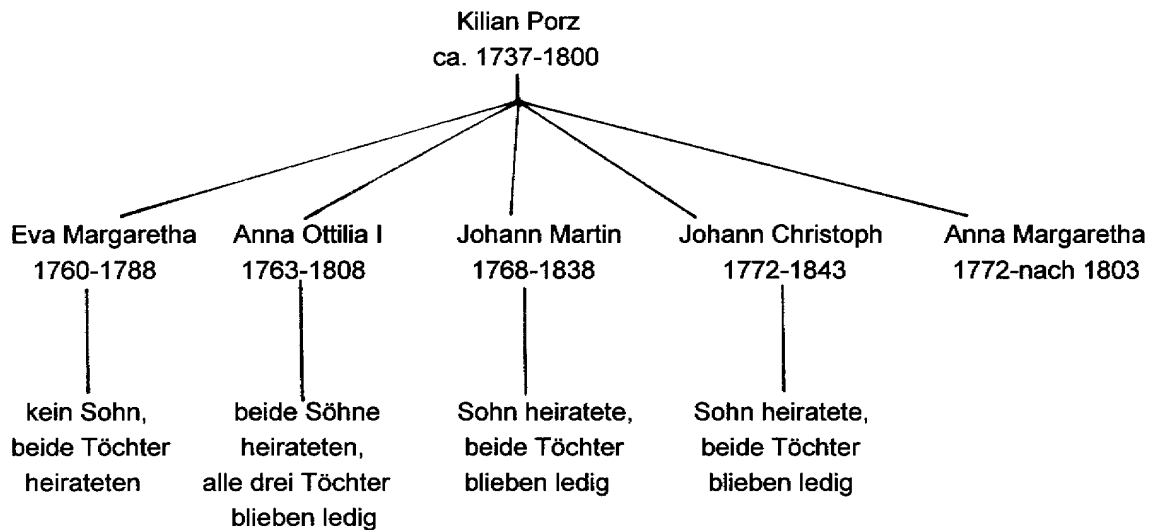 Kilian Porz
ca. 1737-1800
Eva Margaretha
1760-1788
Anna Ottilia I
1763-1808
Johann Martin
1768-1838
Johann Christoph
1772-1843
Anna Margaretha
1772-nach 1803
kein Sohn,
beide Töchter
heirateten
beide Söhne
heirateten,
alle drei Töchter
blieben ledig
Sohn heiratete,
beide Töchter
blieben ledig
Sohn heiratete,
beide Töchter
blieben ledig